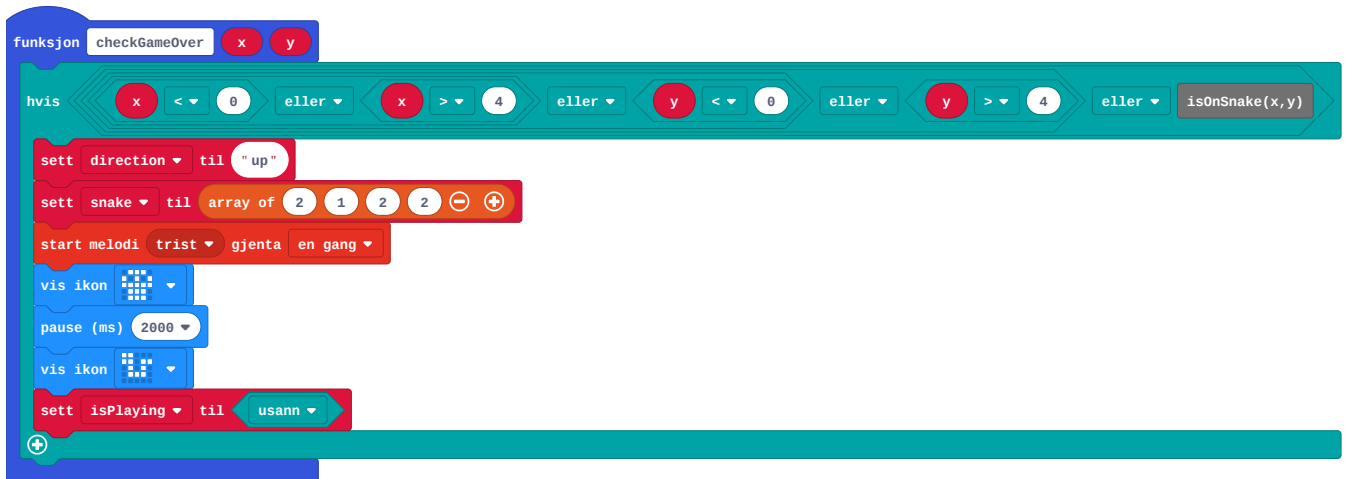 funksjon checkGameOver x y
hvis x < 0 eller x > 4 eller y < 0 eller y > 4 eller isOnSnake(x,y)
sett direction til "up"
sett snake til array of 2 1 2 2
start melodi trist gjenta en gang
vis ikon
pause (ms) 2000
vis ikon
sett isPlaying til usann